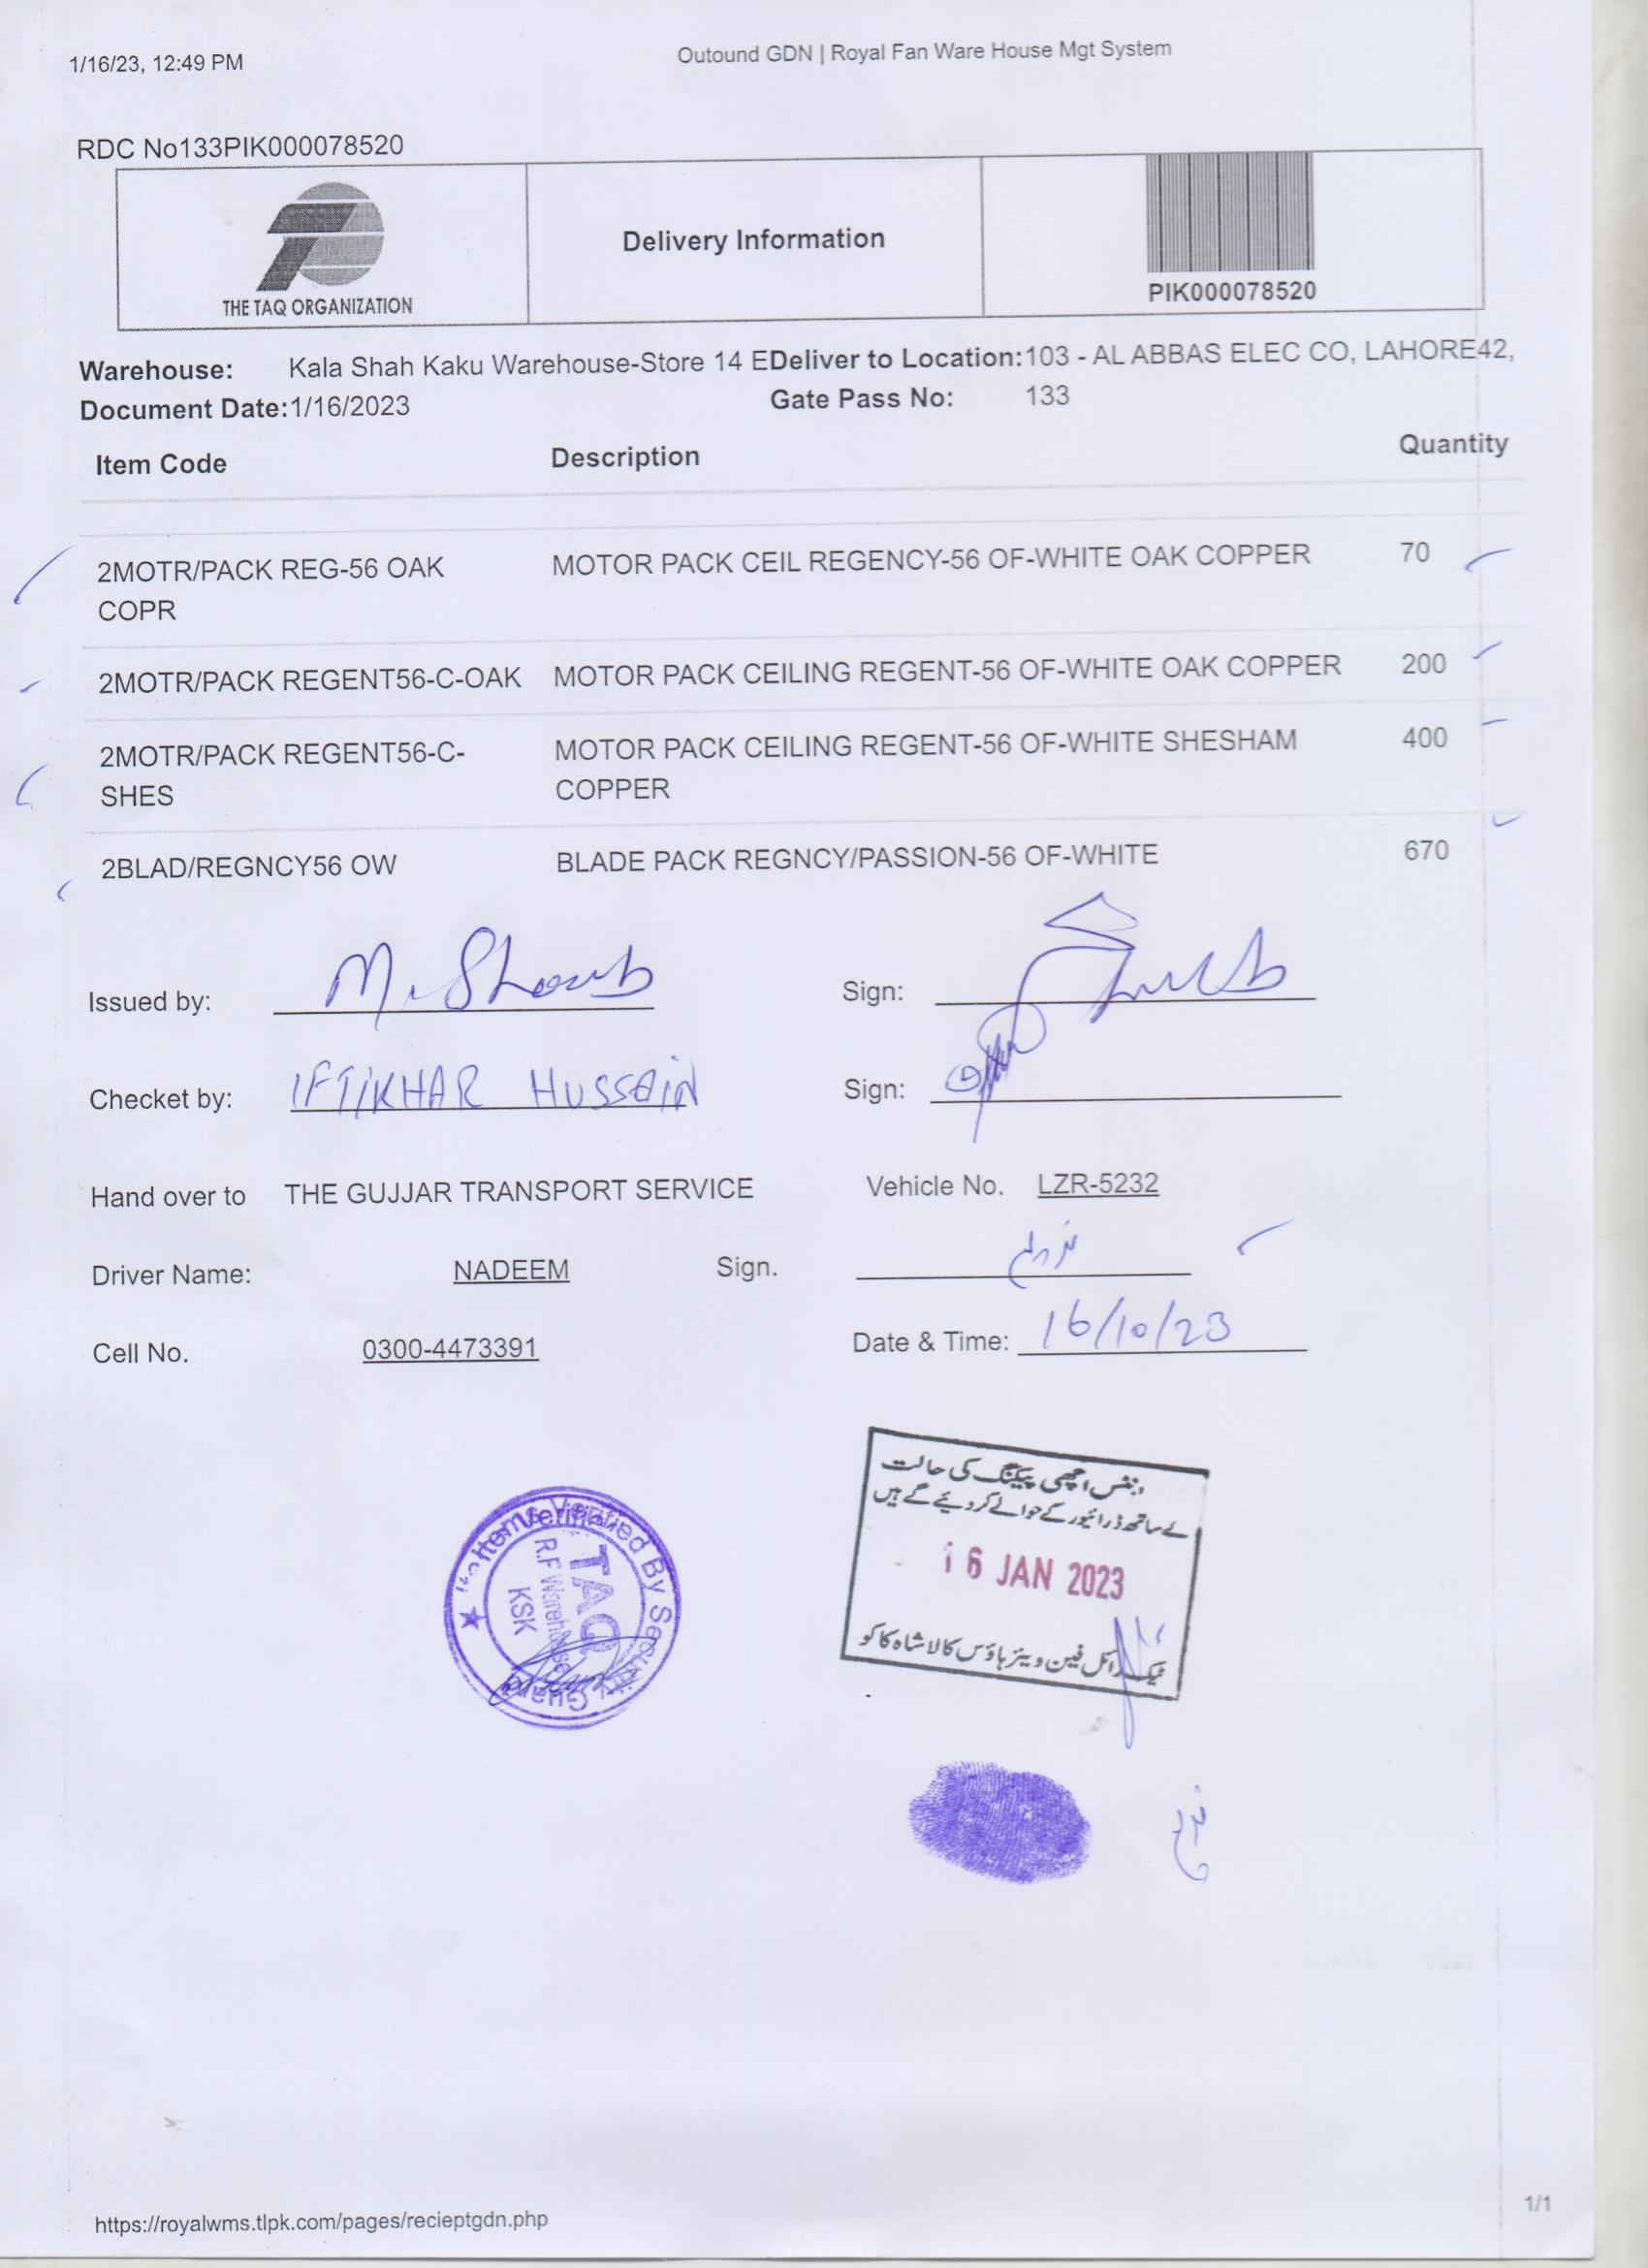 1/16/23, 12:49 PM
Outound GDN | Royal Fan Ware House Mgt System
RDC No133PIK000078520
THE TAQ ORGANIZATION
Delivery Information
PIK000078520
Warehouse: Kala Shah Kaku Warehouse-Store 14 EDeliver to Location:103 - AL ABBAS ELEC CO, LAHORE42,
Document Date:1/16/2023 Gate Pass No: 133
Item Code Description Quantity
2MOTR/PACK REG-56 OAK MOTOR PACK CEIL REGENCY-56 OF-WHITE OAK COPPER 70
COPR
2MOTR/PACK REGENT56-C-OAK MOTOR PACK CEILING REGENT-56 OF-WHITE OAK COPPER 200
2MOTR/PACK REGENT56-C- MOTOR PACK CEILING REGENT-56 OF-WHITE SHESHAM 400
SHES COPPER
2BLAD/REGNCY56 OW BLADE PACK REGNCY/PASSION-56 OF-WHITE 670
Issued by: M. Shoaib Sign:
Checket by: IFTIKHAR HUSSAIN Sign:
Hand over to THE GUJJAR TRANSPORT SERVICE Vehicle No. LZR-5232
Driver Name: NADEEM Sign. ندیم
Cell No. 0300-4473391 Date & Time: 16/10/23
Items Verified By Security Guard
TAQ
R.F Warehouse
KSK
اچھی پیکنگ کی حالت
کے ساتھ ڈرائیور کے حوالے کر دیئے گئے ہیں
16 JAN 2023
ٹیک رائل فین ویئر ہاؤس کالا شاہ کاکو
ندیم
https://royalwms.tlpk.com/pages/recieptgdn.php
1/1